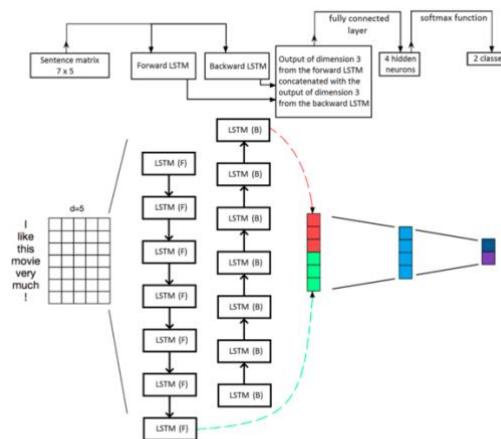 fully connected
layer
softmax function
Sentence matrix
7 x 5
Forward LSTM
Backward LSTM
Output of dimension 3
from the forward LSTM
concatenated with the
output of dimension 3
from the backward LSTM
4 hidden
neurons
2 classe
LSTM (B)
LSTM (F)
LSTM (B)
LSTM (F)
LSTM (B)
LSTM (F)
LSTM (B)
LSTM (F)
LSTM (B)
LSTM (F)
LSTM (B)
LSTM (F)
LSTM (B)
LSTM (F)
d=5
I
like
this
movie
very
much
!